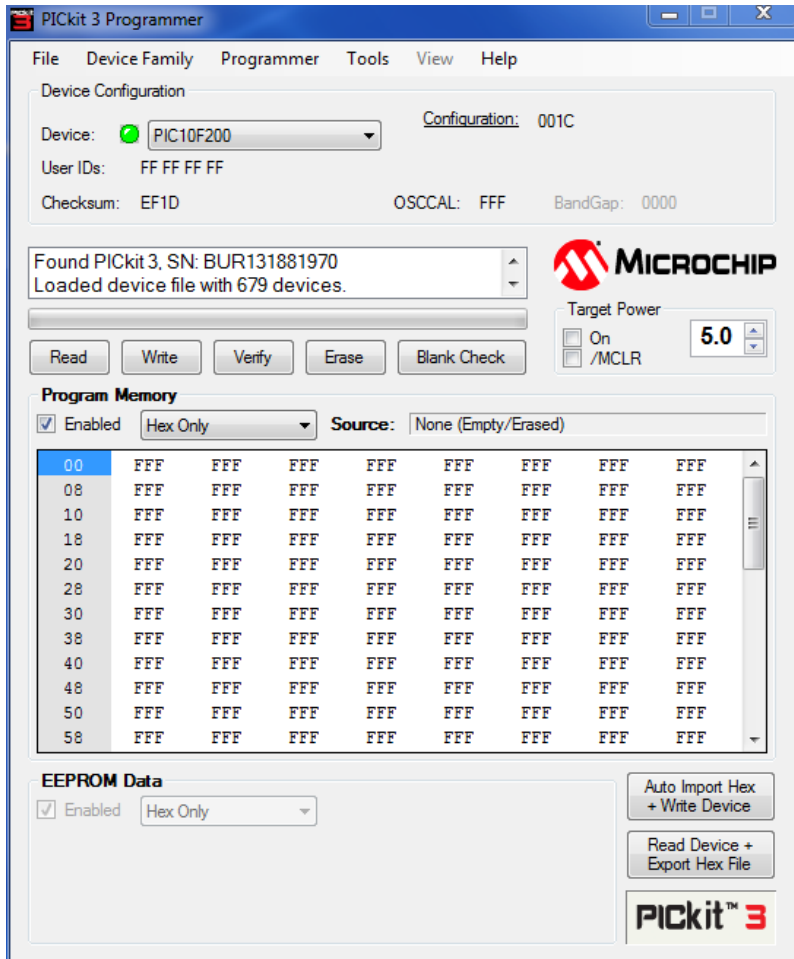 PICkit 3 Programmer
File Device Family Programmer Tools View Help
Device Configuration
Device: PIC10F200 Configuration: 001C
User IDs: FF FF FF FF
Checksum: EF1D OSCCAL: FFF BandGap: 0000
Found PICkit 3, SN: BUR131881970
Loaded device file with 679 devices.
MICROCHIP
Target Power
On
/MCLR
5.0
Read Write Verify Erase Blank Check
Program Memory
Enabled Hex Only Source: None (Empty/Erased)
00 FFF FFF FFF FFF FFF FFF FFF FFF
08 FFF FFF FFF FFF FFF FFF FFF FFF
10 FFF FFF FFF FFF FFF FFF FFF FFF
18 FFF FFF FFF FFF FFF FFF FFF FFF
20 FFF FFF FFF FFF FFF FFF FFF FFF
28 FFF FFF FFF FFF FFF FFF FFF FFF
30 FFF FFF FFF FFF FFF FFF FFF FFF
38 FFF FFF FFF FFF FFF FFF FFF FFF
40 FFF FFF FFF FFF FFF FFF FFF FFF
48 FFF FFF FFF FFF FFF FFF FFF FFF
50 FFF FFF FFF FFF FFF FFF FFF FFF
58 FFF FFF FFF FFF FFF FFF FFF FFF
EEPROM Data
Enabled Hex Only
Auto Import Hex
+ Write Device
Read Device +
Export Hex File
PICkit™ 3